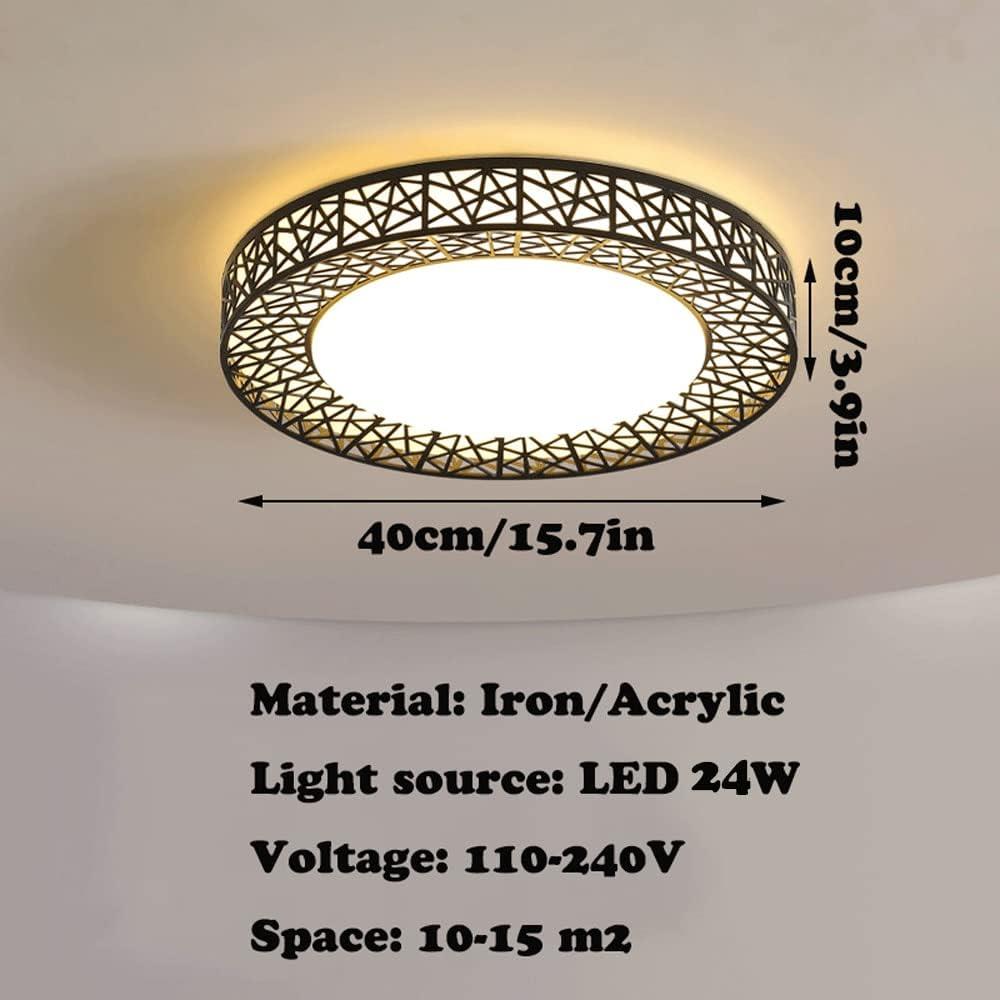 10cm/3.9in
40cm/15.7in
Material: Iron/Acrylic
Light source: LED 24W
Voltage: 110-240V
Space: 10-15 m2